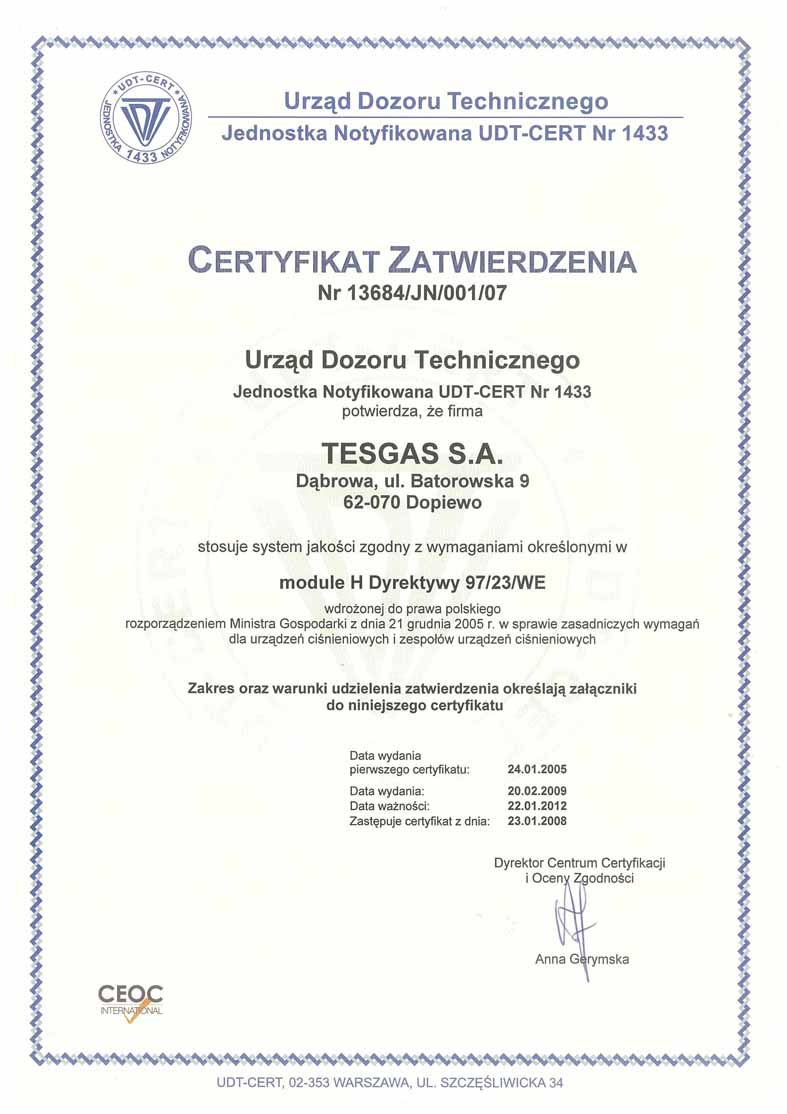 UDT-CERT
JEDNOSTKA 1433 NOTYFIKOWANA
UDT
Urząd Dozoru Technicznego
Jednostka Notyfikowana UDT-CERT Nr 1433
CERTYFIKAT ZATWIERDZENIA
Nr 13684/JN/001/07
Urząd Dozoru Technicznego
Jednostka Notyfikowana UDT-CERT Nr 1433
potwierdza, że firma
TESGAS S.A.
Dąbrowa, ul. Batorowska 9
62-070 Dopiewo
stosuje system jakości zgodny z wymaganiami określonymi w
module H Dyrektywy 97/23/WE
wdrożonej do prawa polskiego
rozporządzeniem Ministra Gospodarki z dnia 21 grudnia 2005 r. w sprawie zasadniczych wymagań
dla urządzeń ciśnieniowych i zespołów urządzeń ciśnieniowych
Zakres oraz warunki udzielenia zatwierdzenia określają załączniki
do niniejszego certyfikatu
Data wydania
pierwszego certyfikatu: 24.01.2005
Data wydania: 20.02.2009
Data ważności: 22.01.2012
Zastępuje certyfikat z dnia: 23.01.2008
Dyrektor Centrum Certyfikacji
i Oceny Zgodności
Anna Gerymska
CEOC
INTERNATIONAL
UDT-CERT, 02-353 WARSZAWA, UL. SZCZĘŚLIWICKA 34